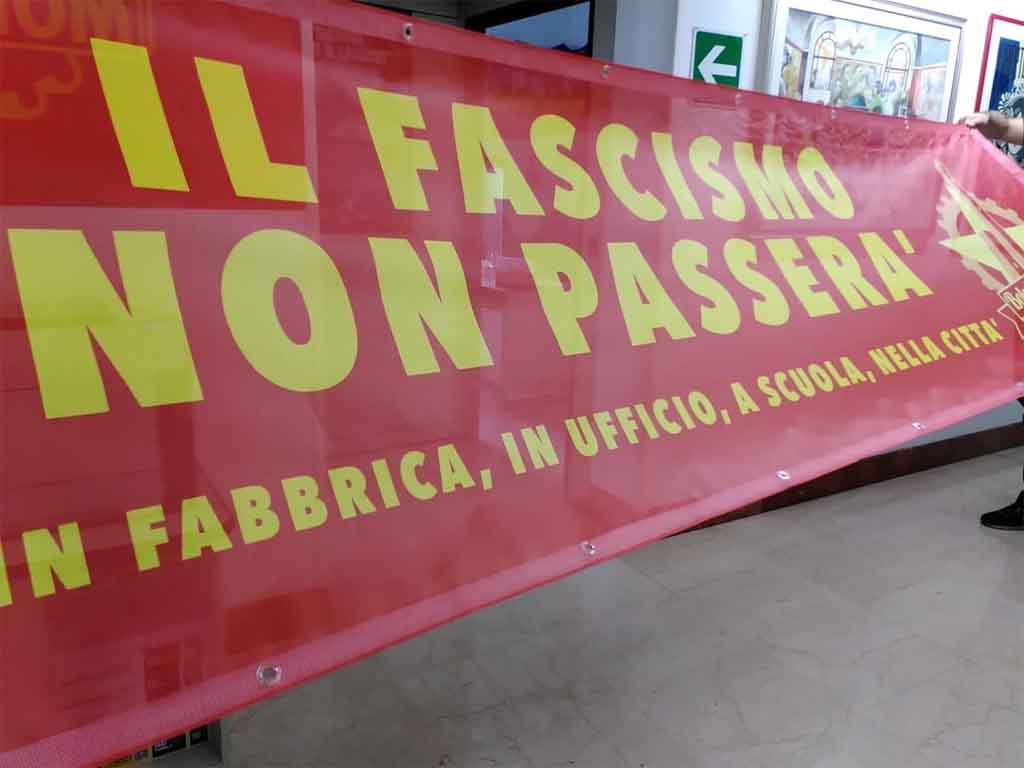 IL FASCISMO
NON PASSERA'
IN FABBRICA, IN UFFICIO, A SCUOLA, NELLA CITTA'